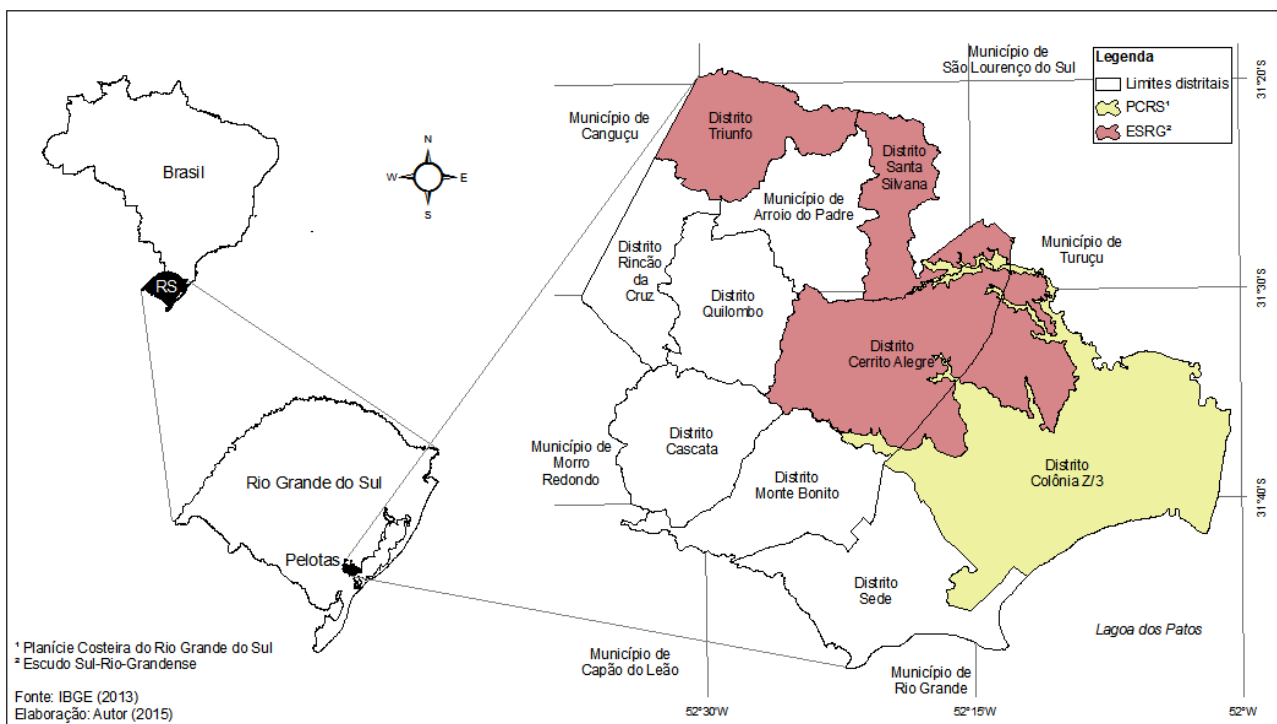 Brasil
RS
N
W
E
S
Rio Grande do Sul
Pelotas
¹ Planície Costeira do Rio Grande do Sul
² Escudo Sul-Rio-Grandense
Fonte: IBGE (2013)
Elaboração: Autor (2015)
Município de
São Lourenço do Sul
Legenda
Limites distritais
PCRS¹
ESRG²
31°20'S
Município de
Canguçu
Distrito
Triunfo
Distrito
Santa
Silvana
Município de
Arroio do Padre
Município de
Turuçu
Distrito
Rincão
da
Cruz
Distrito
Quilombo
31°30'S
Distrito
Cerrito Alegre
Município de
Morro
Redondo
Distrito
Cascata
Distrito
Monte Bonito
Distrito
Colônia Z/3
31°40'S
Distrito
Sede
Lagoa dos Patos
Município de
Capão do Leão
Município de
Rio Grande
52°30'W
52°15'W
52°W